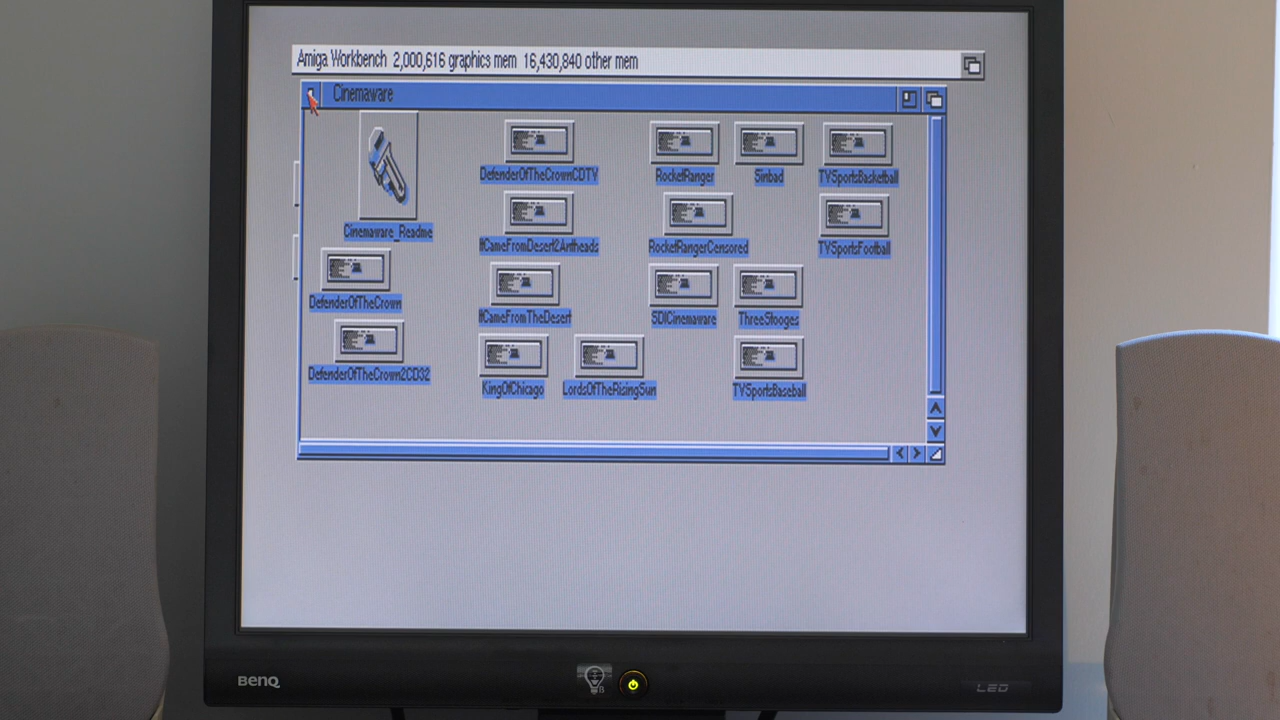 Amiga Workbench 2,000,616 graphics mem 16,430,840 other mem
Cinemaware
DefenderOfTheCrownCDTV
RocketRanger
Sinbad
TVSportsBasketball
Cinemaware_Readme
ItCameFromDesert2Antheads
RocketRangerCensored
TVSportsFootball
DefenderOfTheCrown
ItCameFromTheDesert
SDICinemaware
ThreeStooges
DefenderOfTheCrown2CD32
KingOfChicago
LordsOfTheRisingSun
TVSportsBaseball
BenQ
LED